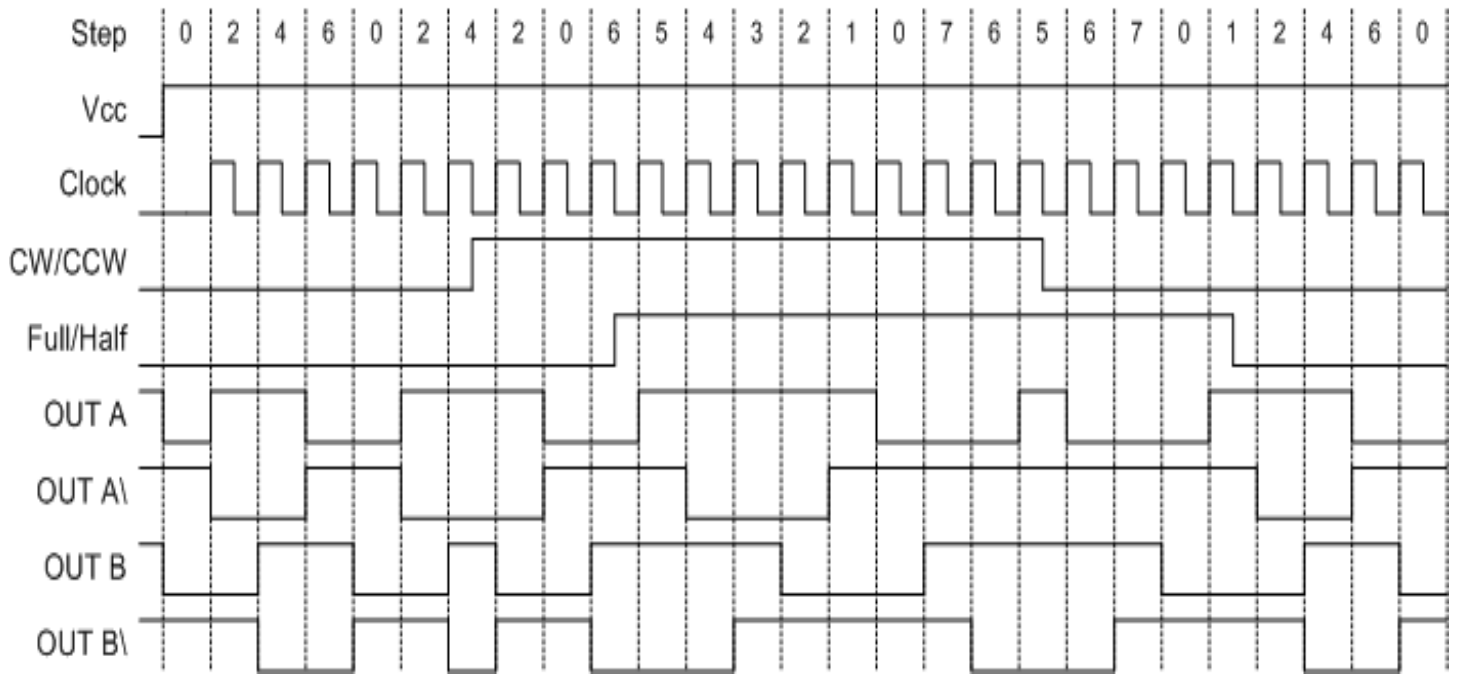 Step 0 2 4 6 0 2 4 2 0 6 5 4 3 2 1 0 7 6 5 6 7 0 1 2 4 6 0
Vcc
Clock
CW/CCW
Full/Half
OUT A
OUT A\
OUT B
OUT B\